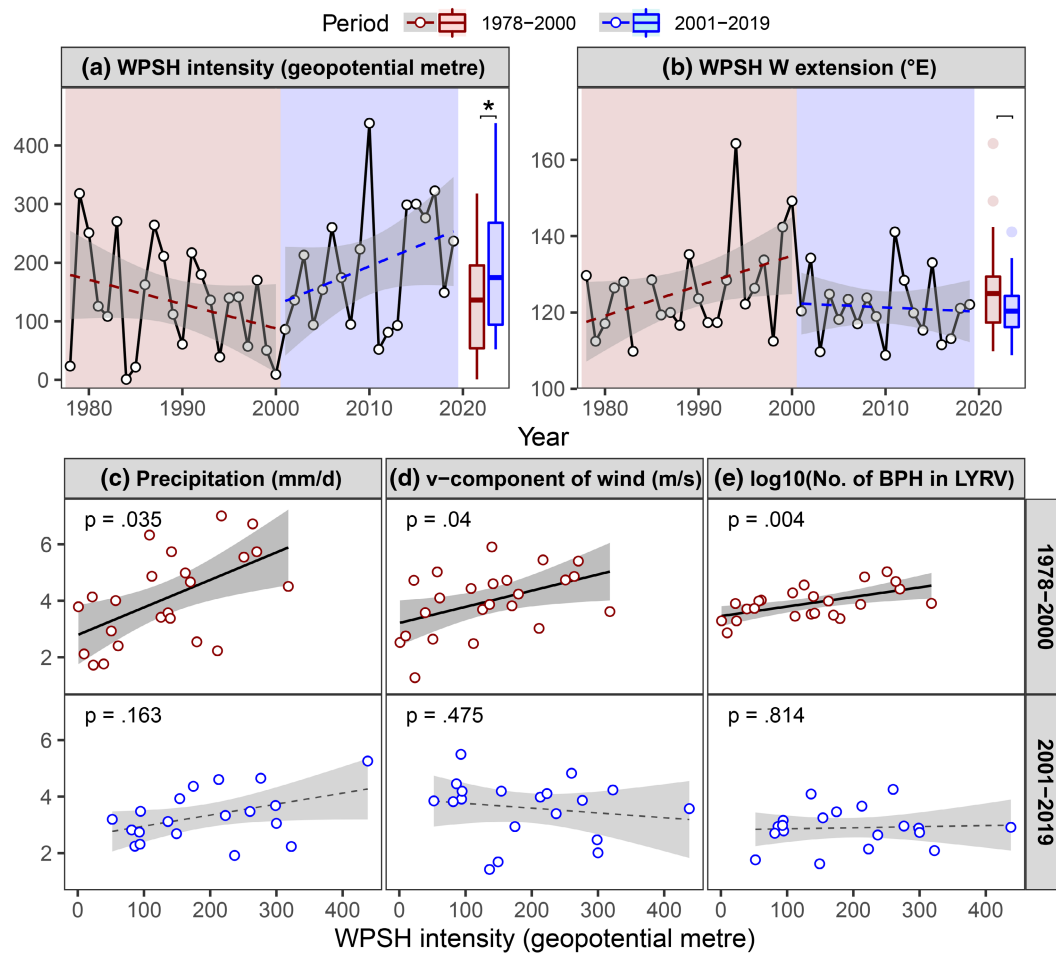 Period 1978−2000 2001−2019
(a) WPSH intensity (geopotential metre) (b) WPSH W extension (°E)
*
400
300
200
100
0
160
140
120
100
1980 1990 2000 2010 2020 1980 1990 2000 2010 2020
Year
(c) Precipitation (mm/d) (d) v−component of wind (m/s) (e) log10(No. of BPH in LYRV)
p = .035 p = .04 p = .004
6
4
2
1978−2000
p = .163 p = .475 p = .814
6
4
2
2001−2019
0 100 200 300 400 0 100 200 300 400 0 100 200 300 400
WPSH intensity (geopotential metre)